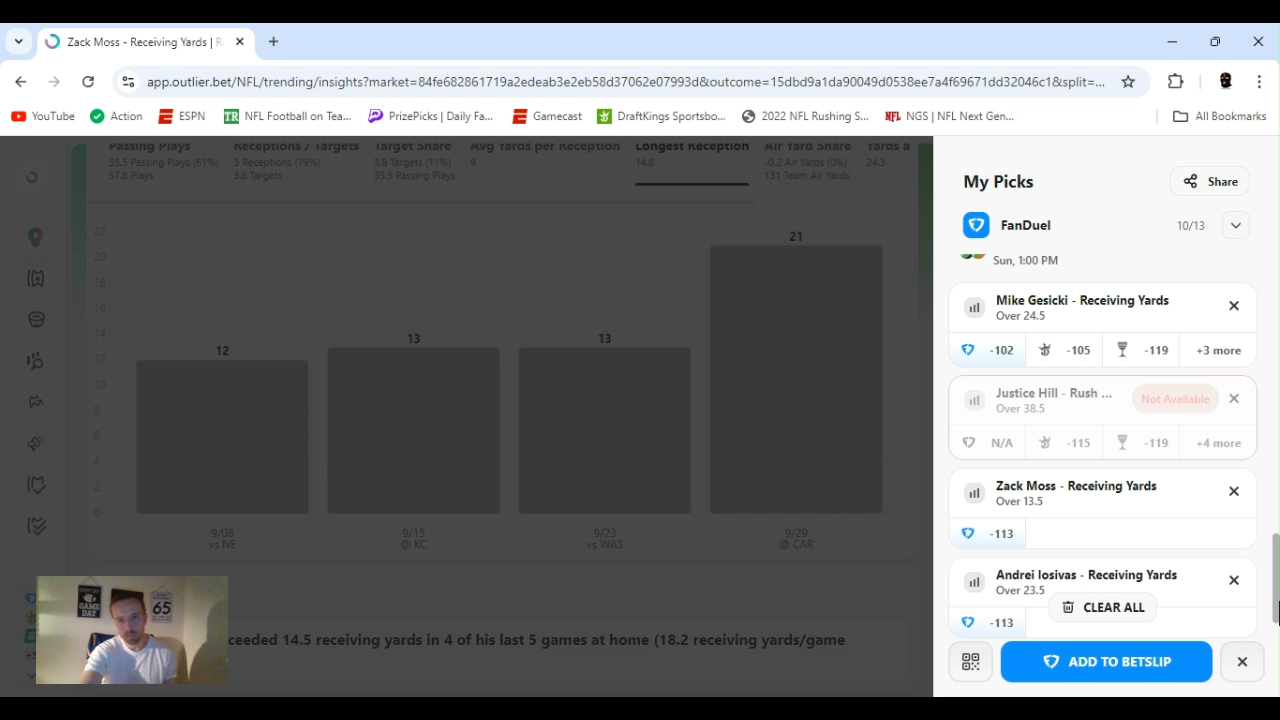 Zack Moss - Receiving Yards | R
app.outlier.bet/NFL/trending/insights?market=84fe682861719a2edeab3e2eb58d37062e07993d&outcome=15dbd9a1da90049d0538ee7a4f69671dd32046c1&split=...
YouTube Action ESPN NFL Football on Tea... PrizePicks | Daily Fa... Gamecast DraftKings Sportsbo... 2022 NFL Rushing S... NGS | NFL Next Gen... All Bookmarks
Passing Plays Receptions / Targets Target Share Avg Yards per Reception Longest Reception Air Yard Share Yards a
35.5 Passing Plays (61%) 3 Receptions (79%) 3.8 Targets (11%) 9 14.8 -0.2 Air Yards (0%) 24.3
57.8 Plays 3.8 Targets 35.5 Passing Plays 131 Team Air Yards
22
20
18
16
14
12
10
8
6
4
2
0
12
13
13
21
9/08 9/15 9/23 9/29
vs NE @ KC vs WAS @ CAR
ceeded 14.5 receiving yards in 4 of his last 5 games at home (18.2 receiving yards/game
GAME
DAY
65
My Picks
Share
FanDuel
10/13
Sun, 1:00 PM
Mike Gesicki - Receiving Yards
Over 24.5
-102 -105 -119 +3 more
Justice Hill - Rush ...
Not Available
Over 38.5
N/A -115 -119 +4 more
Zack Moss - Receiving Yards
Over 13.5
-113
Andrei Iosivas - Receiving Yards
Over 23.5
CLEAR ALL
-113
ADD TO BETSLIP